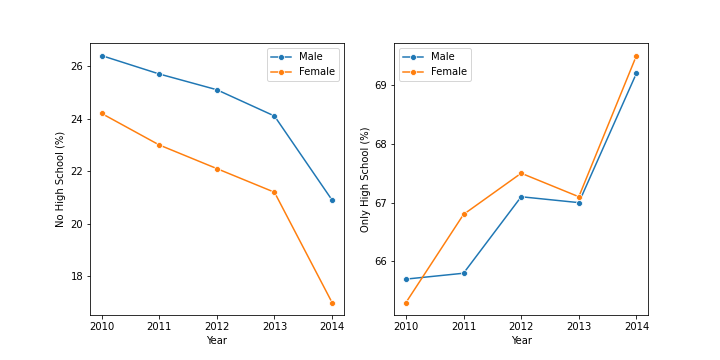 No High School (%)
26
24
22
20
18
Male
Female
2010 2011 2012 2013 2014
Year
Only High School (%)
69
68
67
66
Male
Female
2010 2011 2012 2013 2014
Year